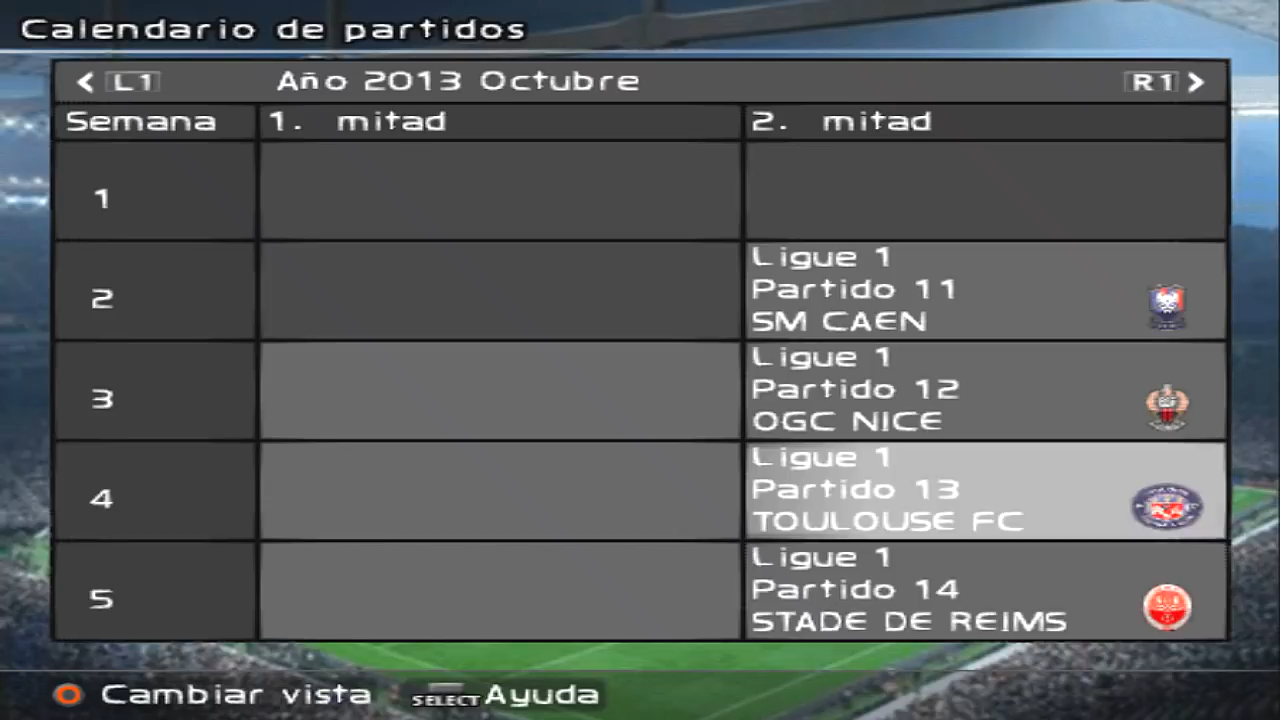 Calendario de partidos
L1 Año 2013 Octubre R1
Semana 1. mitad 2. mitad
1
2
Ligue 1
Partido 11
SM CAEN
3
Ligue 1
Partido 12
OGC NICE
4
Ligue 1
Partido 13
TOULOUSE FC
5
Ligue 1
Partido 14
STADE DE REIMS
Cambiar vista SELECT Ayuda